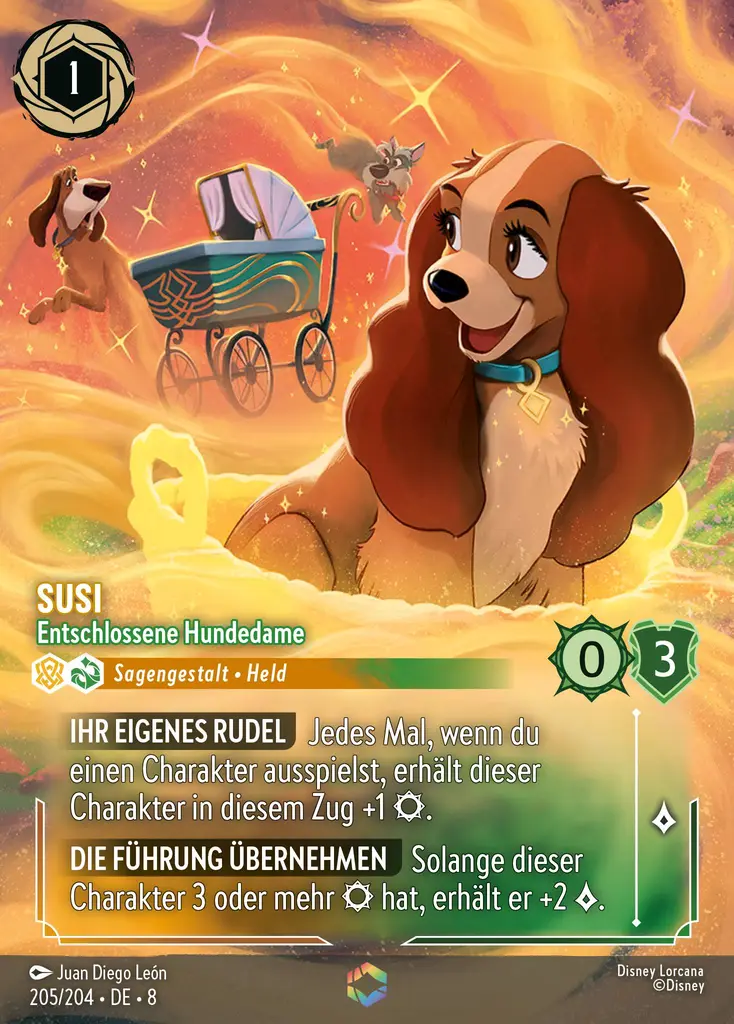 1
SUSI
Entschlossene Hundedame
Sagengestalt • Held
0
3
IHR EIGENES RUDEL Jedes Mal, wenn du
einen Charakter ausspielst, erhält dieser
Charakter in diesem Zug +1 .
DIE FÜHRUNG ÜBERNEHMEN Solange dieser
Charakter 3 oder mehr hat, erhält er +2 .
Juan Diego León
205/204 • DE • 8
Disney Lorcana
©Disney